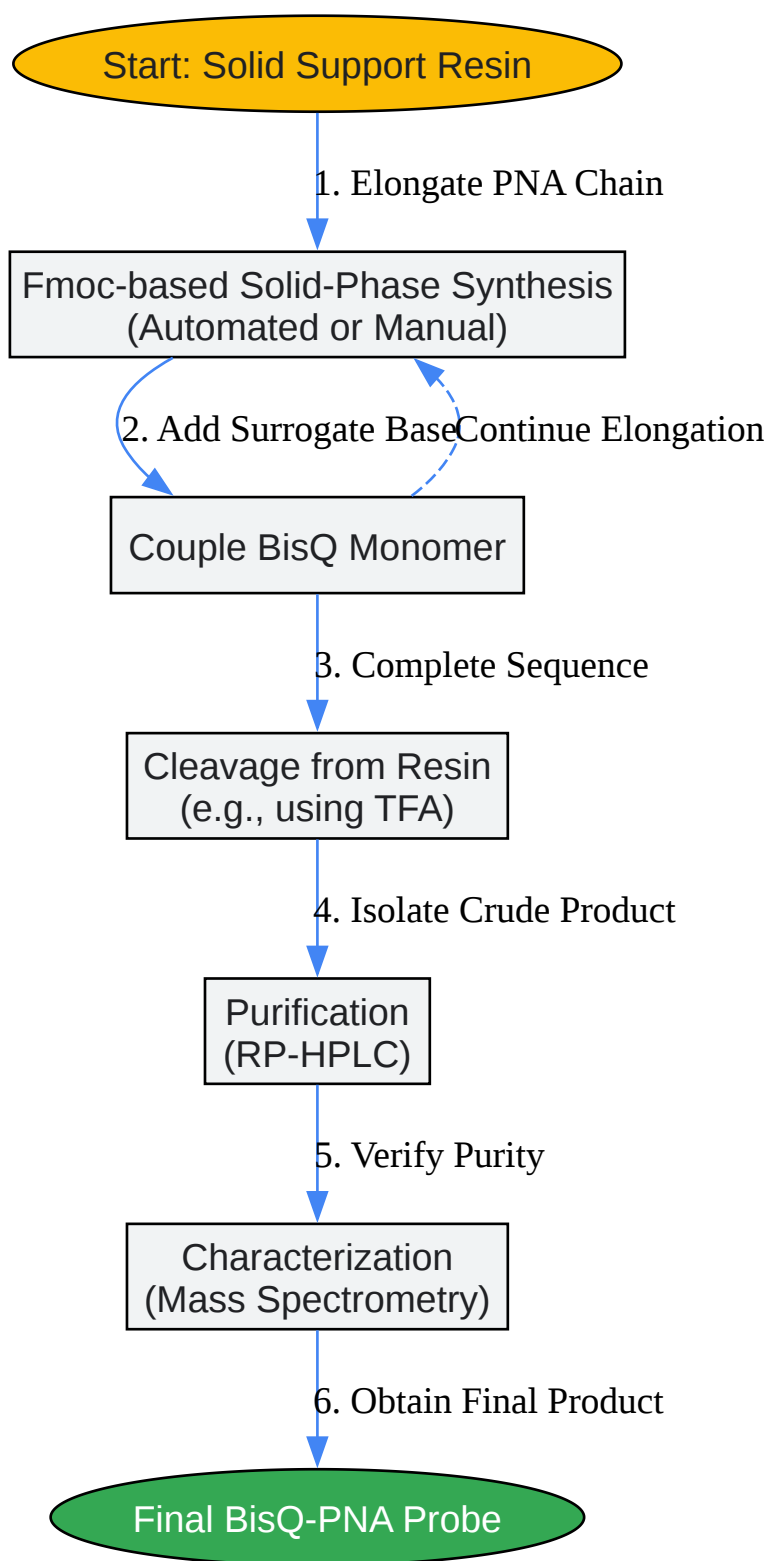 Start: Solid Support Resin
1. Elongate PNA Chain
Fmoc-based Solid-Phase Synthesis
(Automated or Manual)
2. Add Surrogate Base
Continue Elongation
Couple BisQ Monomer
3. Complete Sequence
Cleavage from Resin
(e.g., using TFA)
4. Isolate Crude Product
Purification
(RP-HPLC)
5. Verify Purity
Characterization
(Mass Spectrometry)
6. Obtain Final Product
Final BisQ-PNA Probe